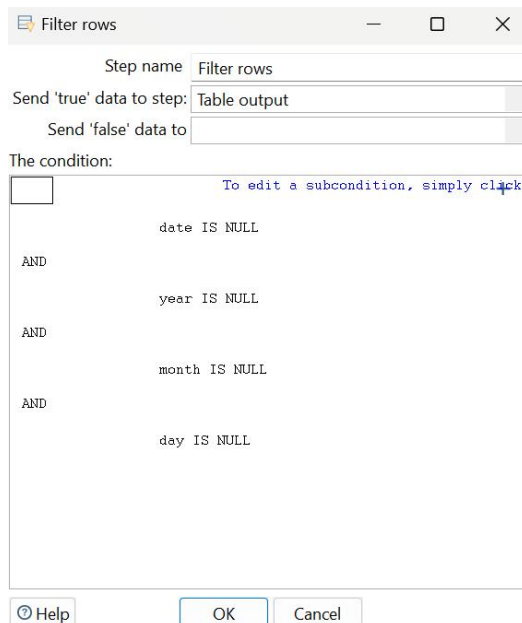 Filter rows
Step name Filter rows
Send 'true' data to step: Table output
Send 'false' data to
The condition:
To edit a subcondition, simply click
date IS NULL
AND
year IS NULL
AND
month IS NULL
AND
day IS NULL
Help OK Cancel